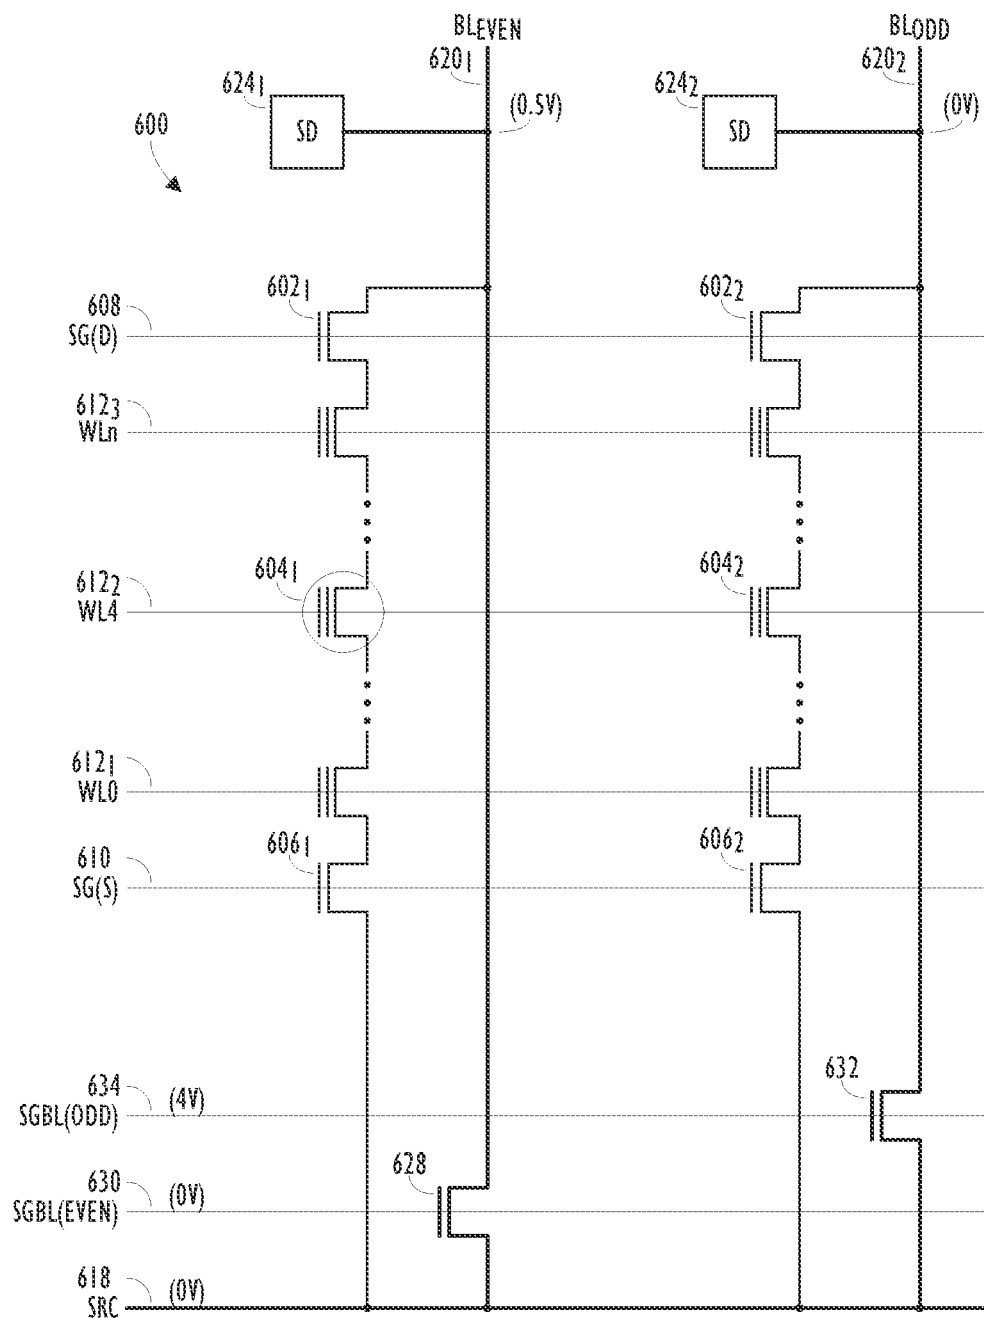 BLEVEN
BLODD
620₁
620₂
624₁
624₂
(0.5V)
(0V)
SD
SD
600
602₁
602₂
608
SG(D)
612₃
WLn
604₁
604₂
612₂
WL4
612₁
WL0
606₁
606₂
610
SG(S)
632
634
SGBL(ODD)
(4V)
628
630
SGBL(EVEN)
(0V)
618
SRC
(0V)